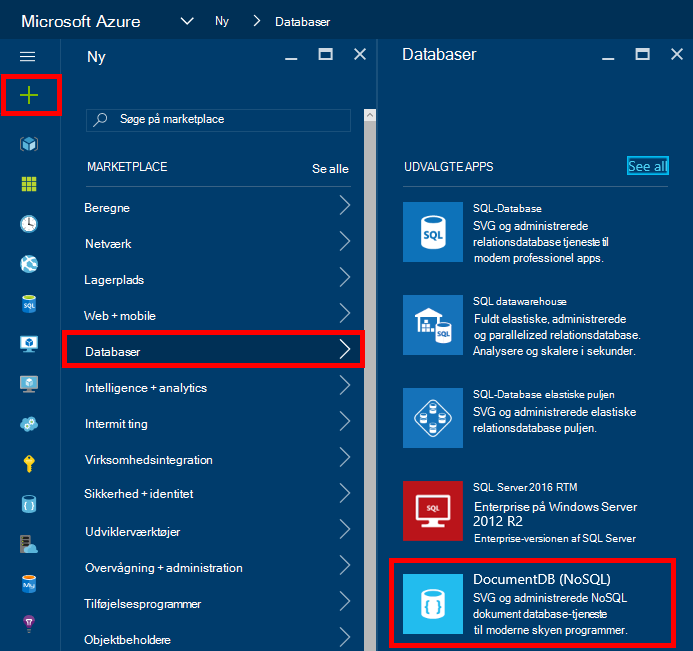 Microsoft Azure
Ny
Databaser
Ny
Søge på marketplace
MARKETPLACE
Se alle
Beregne
Netværk
Lagerplads
Web + mobile
Databaser
Intelligence + analytics
Intermit ting
Virksomhedsintegration
Sikkerhed + identitet
Udviklerværktøjer
Overvågning + administration
Tilføjelsesprogrammer
Objektbeholdere
Databaser
UDVALGTE APPS
See all
SQL
SQL-Database
SVG og administrerede
relationsdatabase tjeneste til
modem professionel apps.
SQL
SQL datawarehouse
Fuldt elastiske, administrerede
og parallelized relationsdatabase.
Analysere og skalere i sekunder.
SQL-Database elastiske puljen
SVG og administrerede elastiske
relationsdatabase puljen.
SQL
SQL Server 2016 RTM
Enterprise på Windows Server
2012 R2
Enterprise-versionen af SQL Server
DocumentDB (NoSQL)
SVG og administrerede NoSQL
dokument database-tjeneste
til moderne skyen programmer.